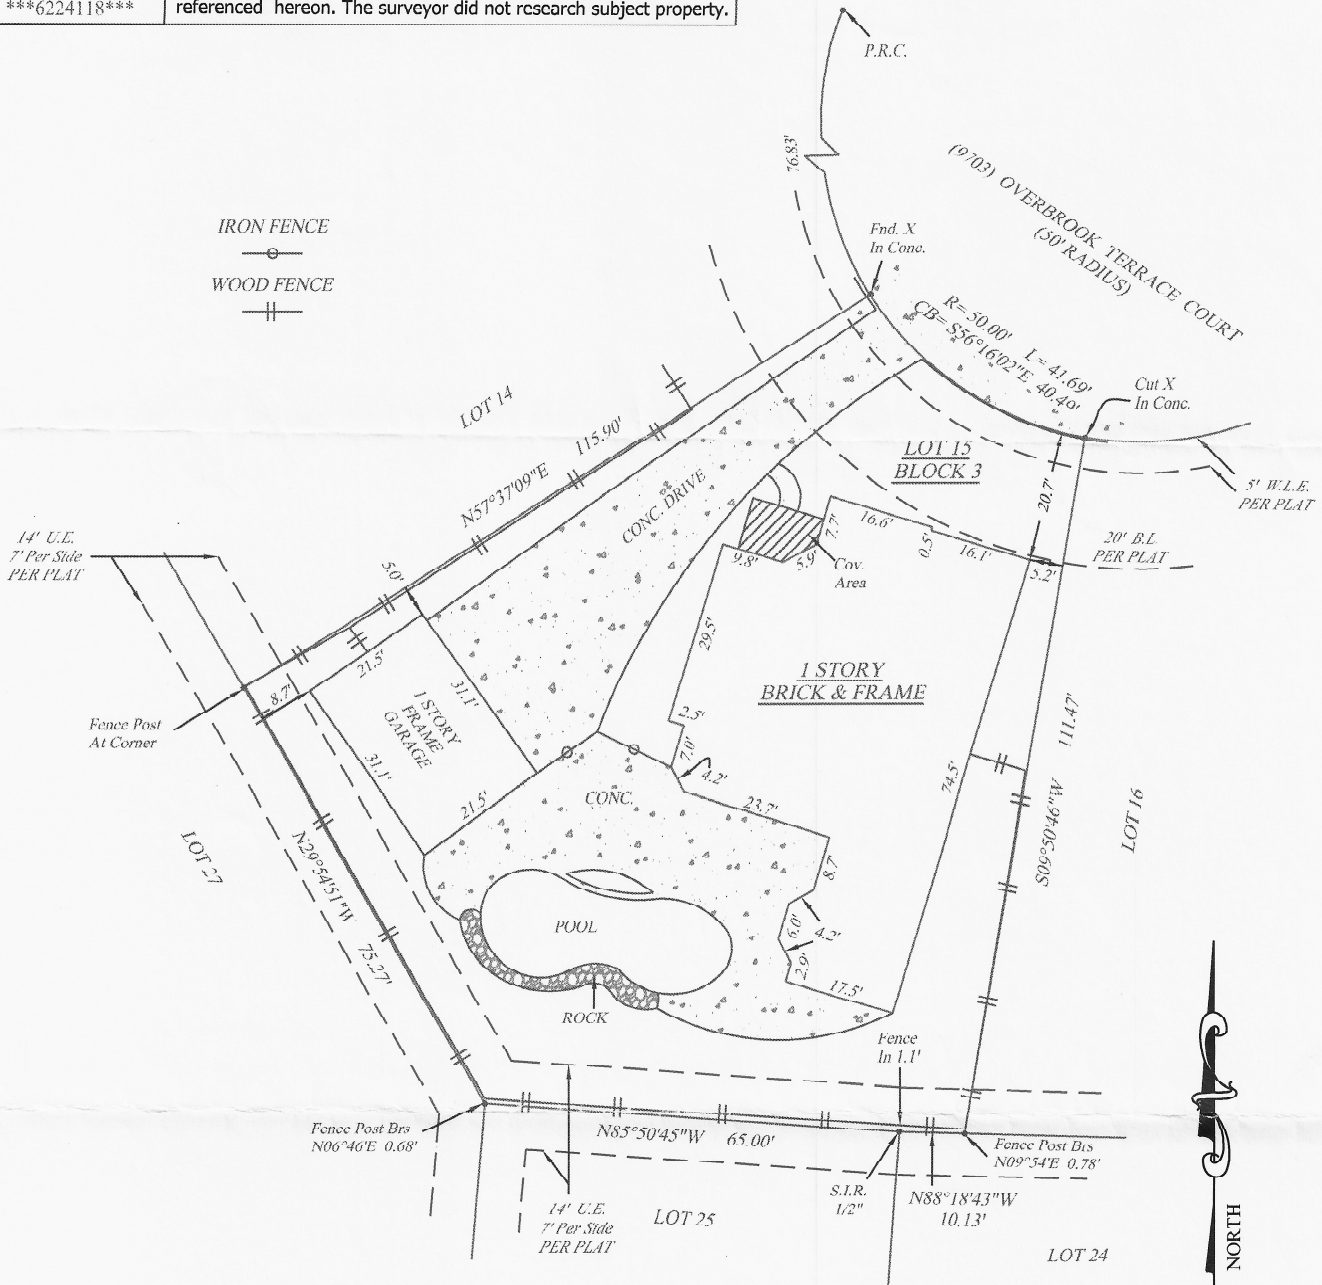 ***6224118***
referenced hereon. The surveyor did not research subject property.
P.R.C.
76.83'
(9703) OVERBROOK TERRACE COURT
(50' RADIUS)
IRON FENCE
WOOD FENCE
Fnd. X
In Conc.
R= 50.00' L= 41.69'
CB= S56°16'02"E 40.49'
Cut X
In Conc.
LOT 14
N57°37'09"E 115.90'
CONC. DRIVE
LOT 15
BLOCK 3
20.7'
5' W.L.E.
PER PLAT
14' U.E.
7' Per Side
PER PLAT
5.0'
16.6'
7.7'
0.5'
16.1'
9.8'
5.9'
Cov.
Area
20' B.L.
PER PLAT
5.2'
29.5'
1 STORY
BRICK & FRAME
8.7'
21.5'
31.1'
1 STORY
FRAME
GARAGE
31.1'
21.5'
Fence Post
At Corner
2.5'
7.0'
4.2'
23.7'
74.5'
111.47'
S09°50'46"W
LOT 16
CONC.
8.7'
6.0'
4.2'
2.9'
17.5'
LOT 27
N29°54'51"W 75.27'
POOL
ROCK
Fence
In 1.1'
Fence Post Brs
N06°46'E 0.68'
N85°50'45"W 65.00'
Fence Post Brs
N09°54'E 0.78'
S.I.R.
1/2"
N88°18'43"W
10.13'
14' U.E.
7' Per Side
PER PLAT
LOT 25
LOT 24
NORTH